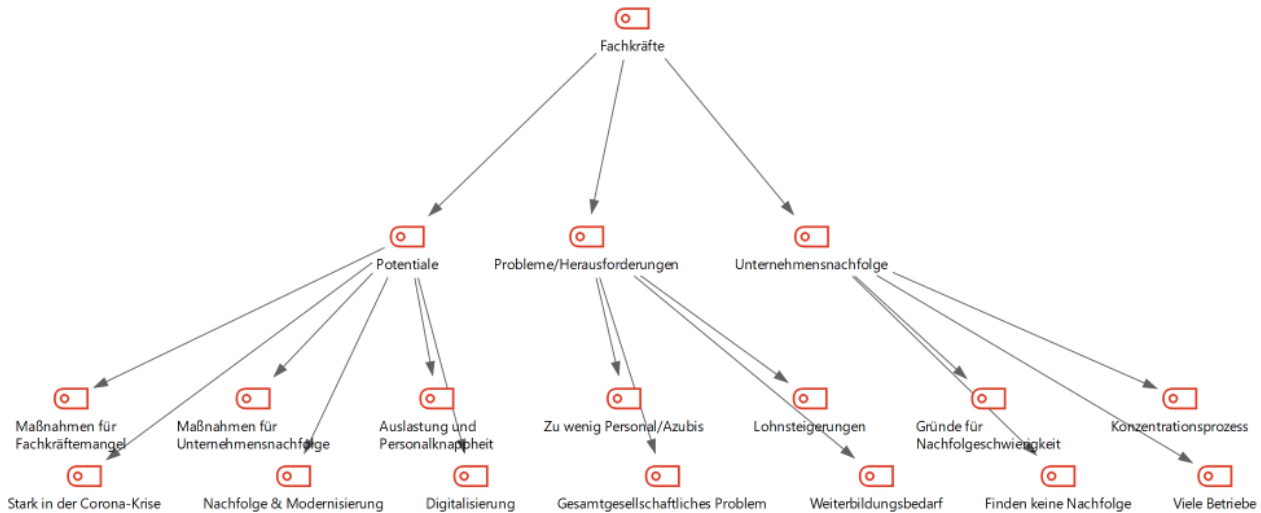 Fachkräfte
Potentiale
Probleme/Herausforderungen
Unternehmensnachfolge
Maßnahmen für
Fachkräftemangel
Maßnahmen für
Unternehmensnachfolge
Auslastung und
Personalknappheit
Zu wenig Personal/Azubis
Lohnsteigerungen
Gründe für
Nachfolgeschwierigkeit
Konzentrationsprozess
Stark in der Corona-Krise
Nachfolge & Modernisierung
Digitalisierung
Gesamtgesellschaftliches Problem
Weiterbildungsbedarf
Finden keine Nachfolge
Viele Betriebe